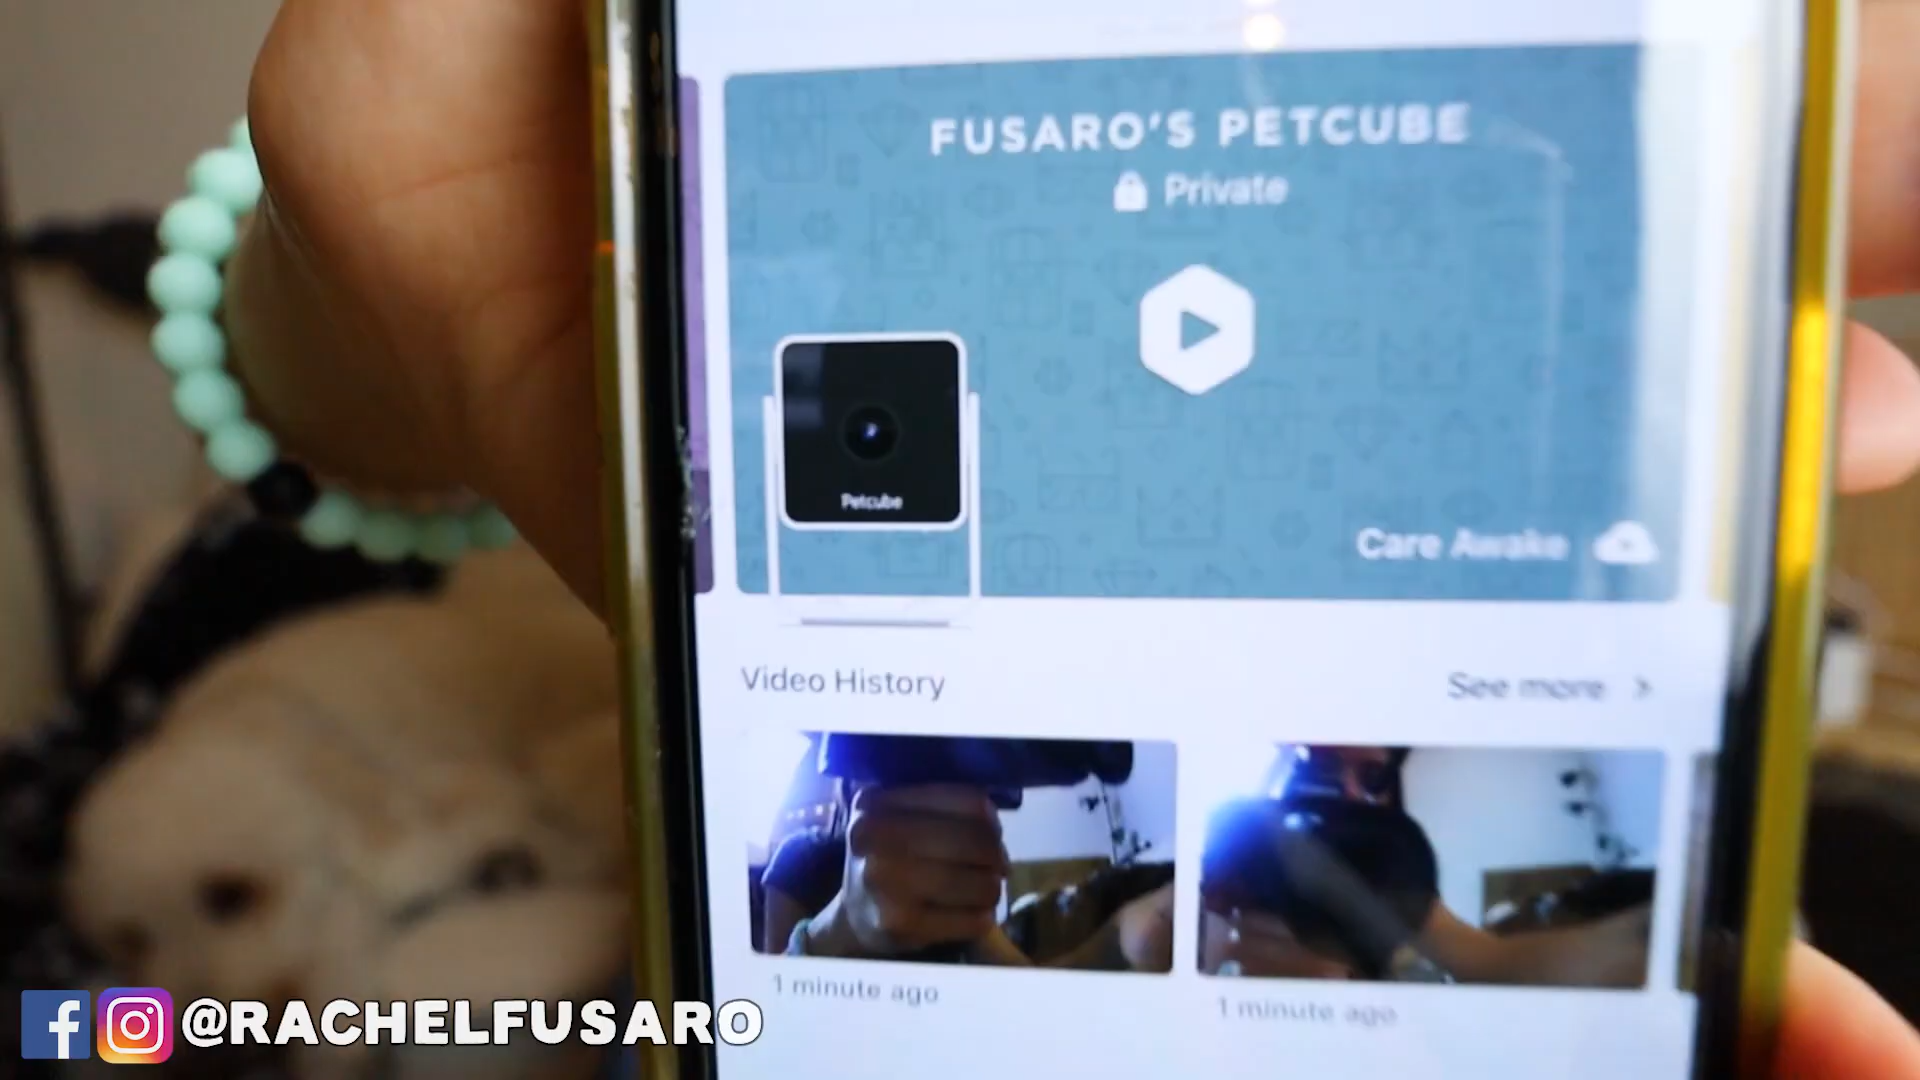 FUSARO'S PETCUBE
Private
Petcube
Care Awake
Video History
See more
1 minute ago
1 minute ago
@RACHELFUSARO